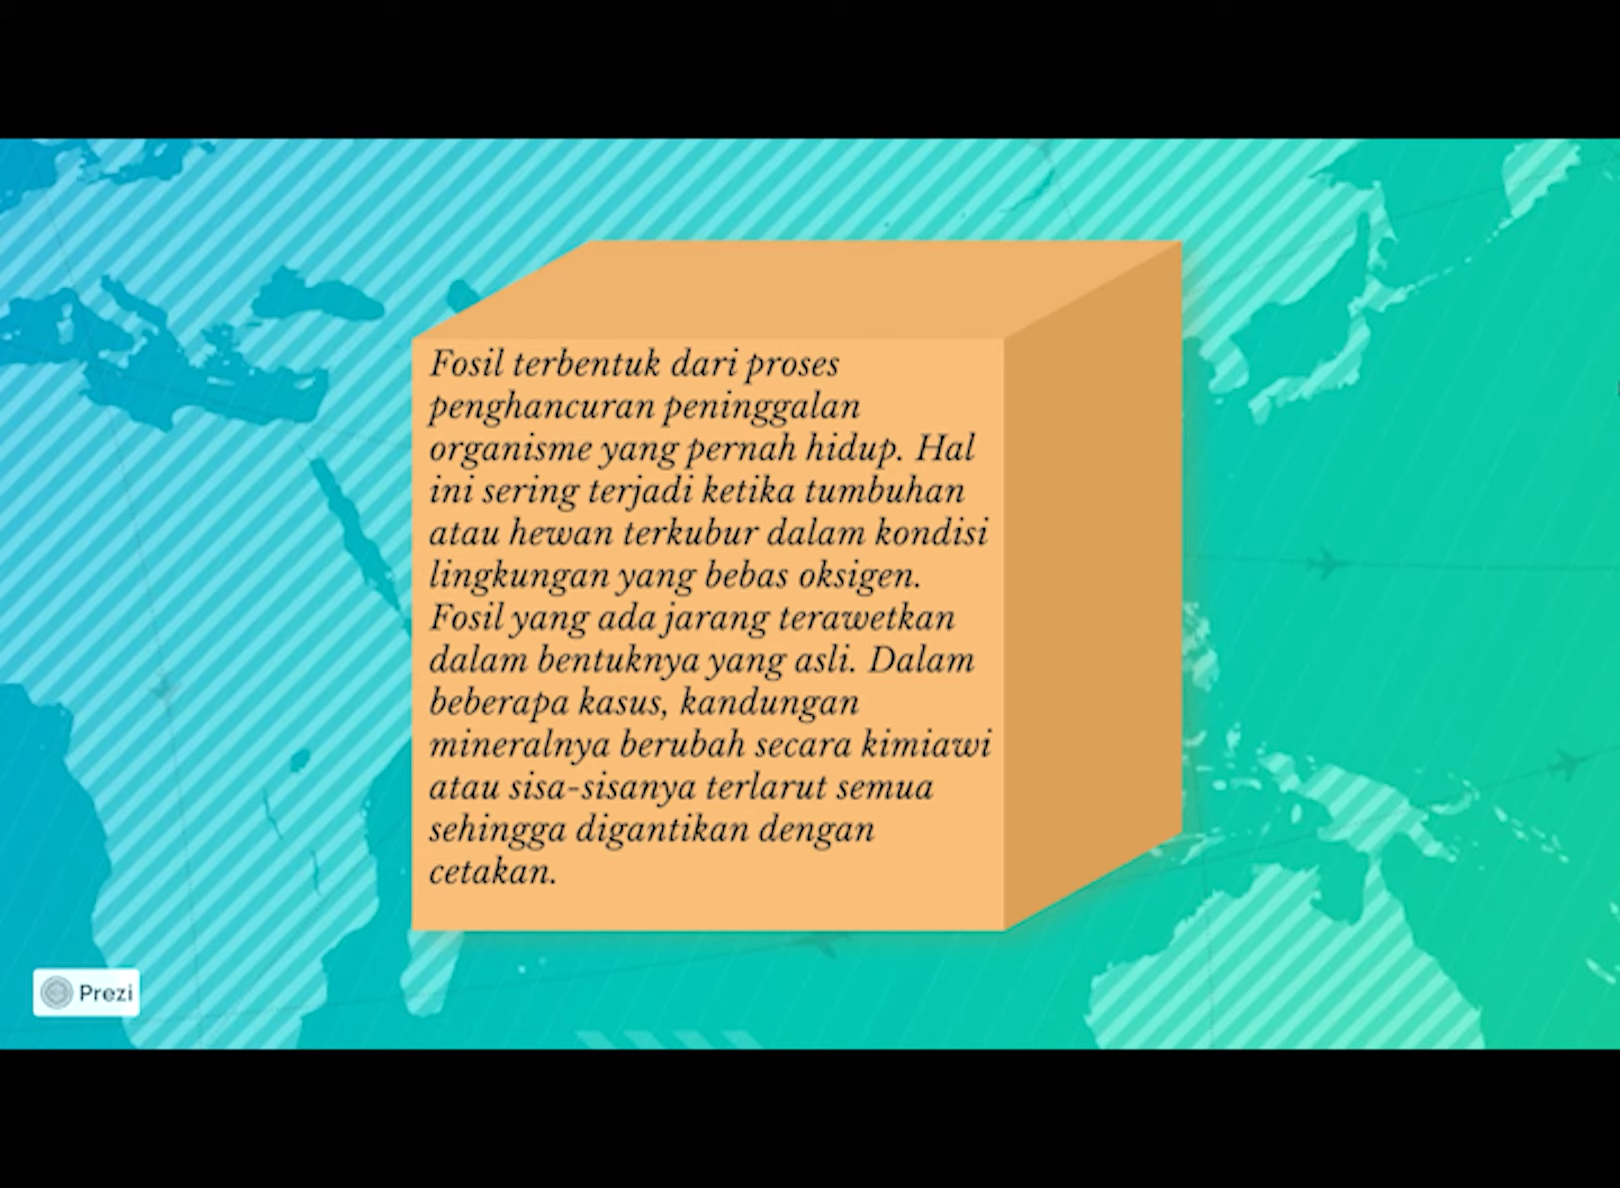 Fosil terbentuk dari proses
penghancuran peninggalan
organisme yang pernah hidup. Hal
ini sering terjadi ketika tumbuhan
atau hewan terkubur dalam kondisi
lingkungan yang bebas oksigen.
Fosil yang ada jarang terawetkan
dalam bentuknya yang asli. Dalam
beberapa kasus, kandungan
mineralnya berubah secara kimiawi
atau sisa-sisanya terlarut semua
sehingga digantikan dengan
cetakan.
Prezi